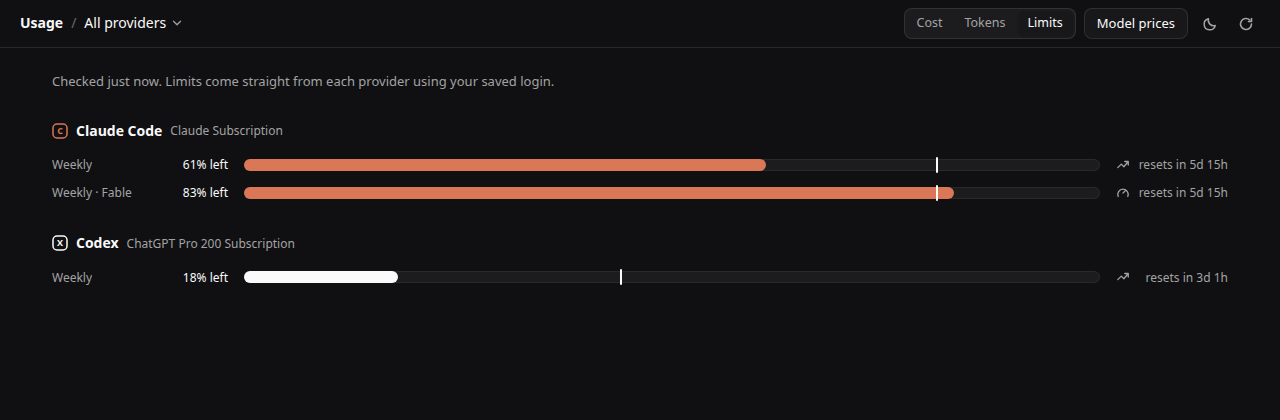 Usage / All providers
Cost Tokens Limits Model prices
Checked just now. Limits come straight from each provider using your saved login.
C Claude Code Claude Subscription
Weekly 61% left resets in 5d 15h
Weekly · Fable 83% left resets in 5d 15h
X Codex ChatGPT Pro 200 Subscription
Weekly 18% left resets in 3d 1h